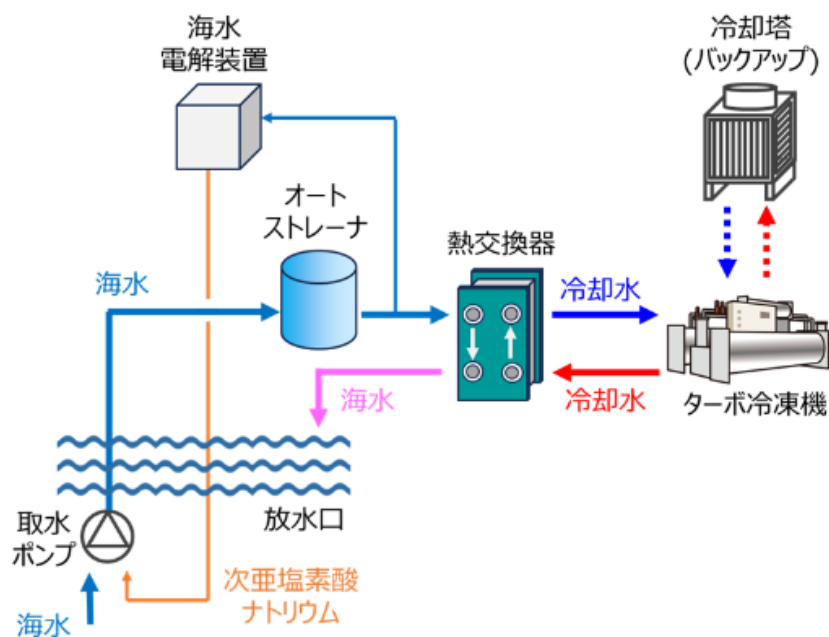 海水
電解装置
冷却塔
(バックアップ)
オート
ストレーナ
熱交換器
海水
冷却水
海水
冷却水
ターボ冷凍機
取水
ポンプ
放水口
次亜塩素酸
ナトリウム
海水